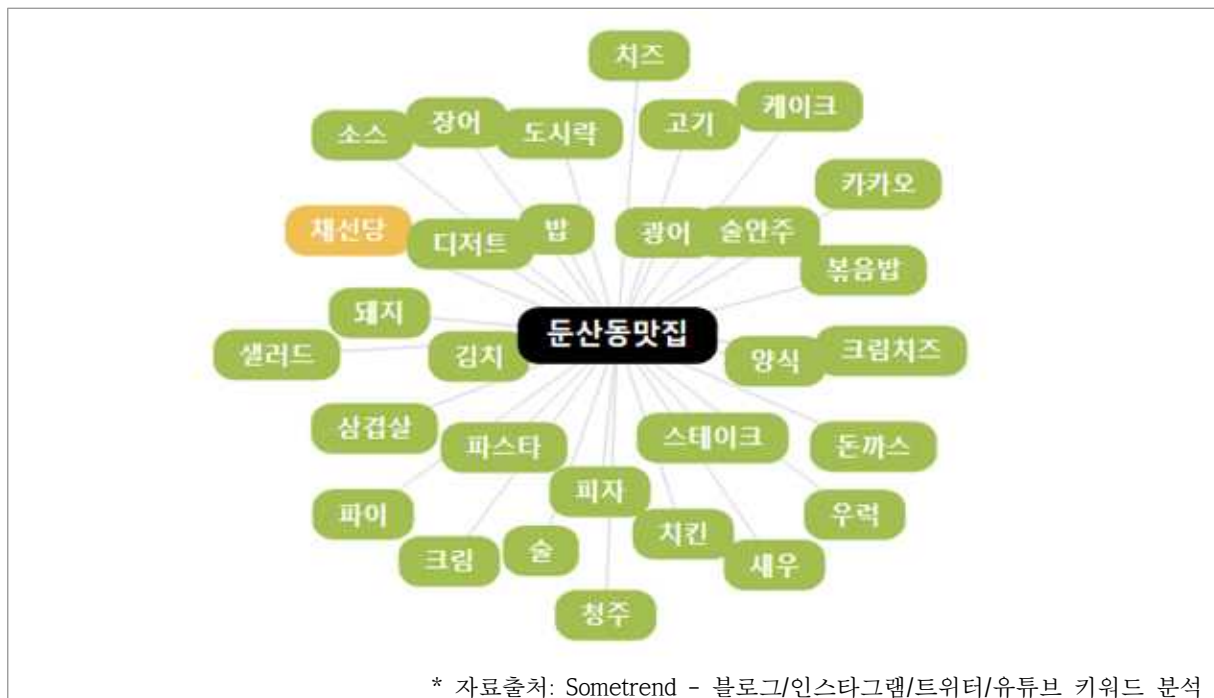 치즈
케이크
고기
장어
도시락
소스
카카오
밥
광어
술안주
채선당
디저트
볶음밥
돼지
둔산동맛집
샐러드
김치
양식
크림치즈
삼겹살
파스타
스테이크
돈까스
피자
파이
우럭
치킨
크림
술
새우
청주
* 자료출처: Sometrend - 블로그/인스타그램/트위터/유튜브 키워드 분석